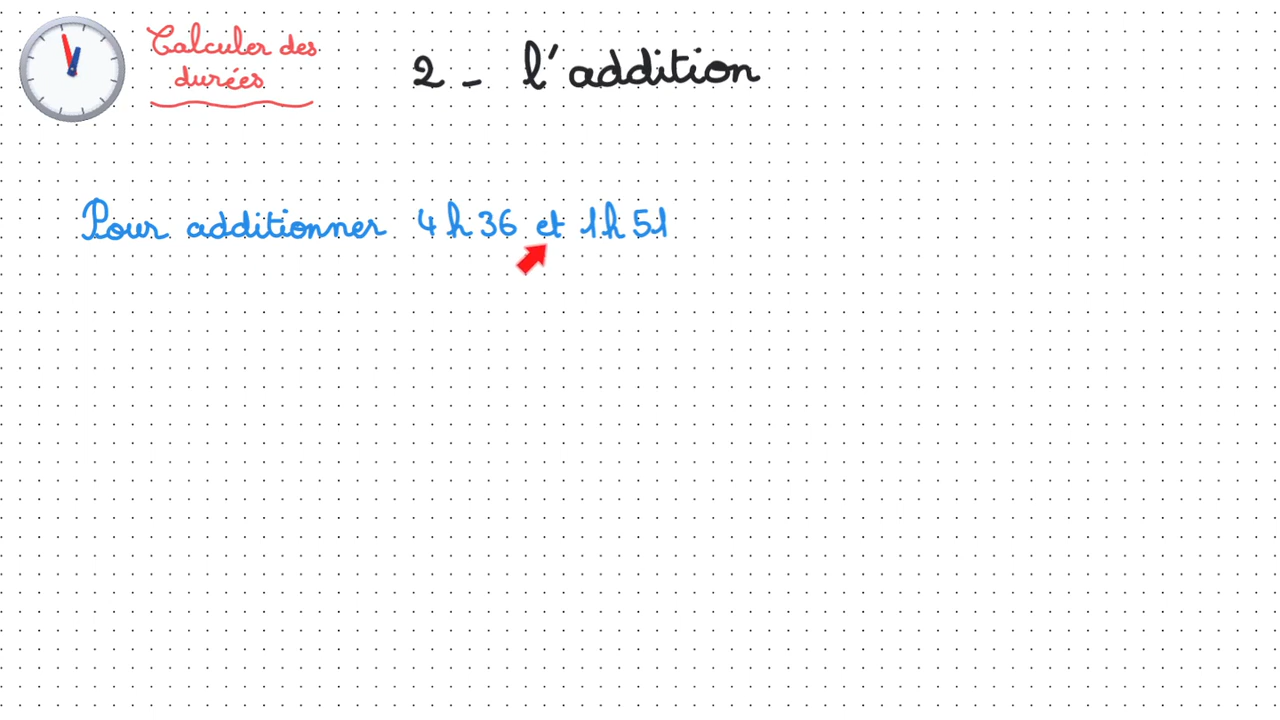 Calculer des
durées
2 - l'addition
Pour additionner 4 h 36 et 1 h 51